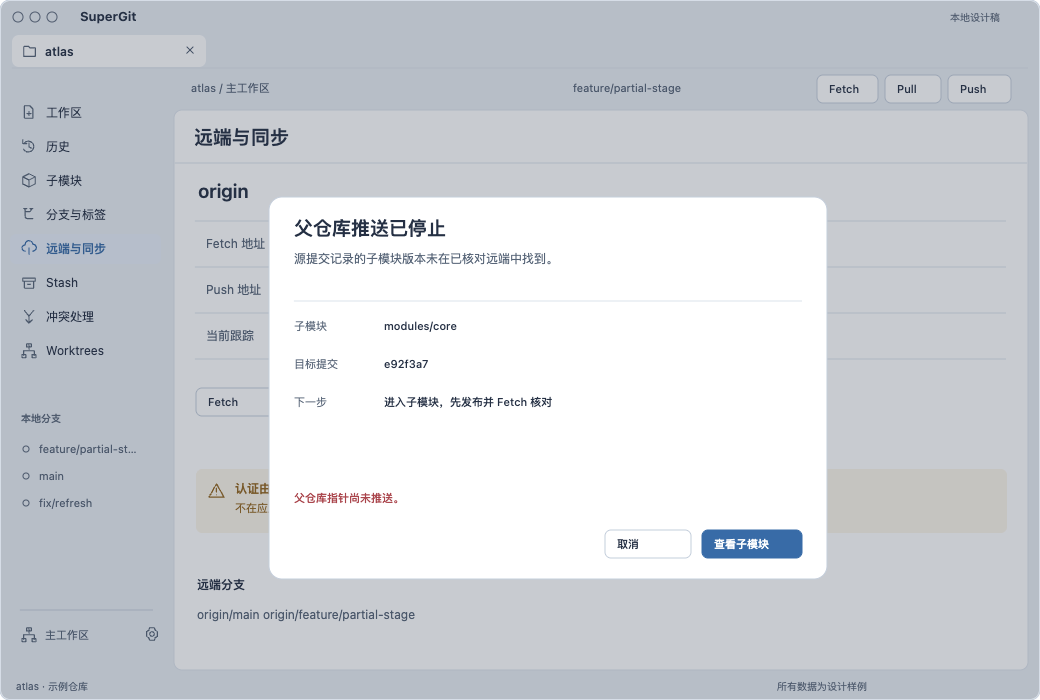 SuperGit
本地设计稿
atlas
atlas / 主工作区
feature/partial-stage
Fetch
Pull
Push
工作区
历史
子模块
分支与标签
远端与同步
Stash
冲突处理
Worktrees
本地分支
feature/partial-st...
main
fix/refresh
主工作区
远端与同步
origin
Fetch 地址
Push 地址
当前跟踪
Fetch
认证由
不在应
远端分支
origin/main origin/feature/partial-stage
父仓库推送已停止
源提交记录的子模块版本未在已核对远端中找到。
子模块
modules/core
目标提交
e92f3a7
下一步
进入子模块，先发布并 Fetch 核对
父仓库指针尚未推送。
取消
查看子模块
atlas · 示例仓库
所有数据为设计样例